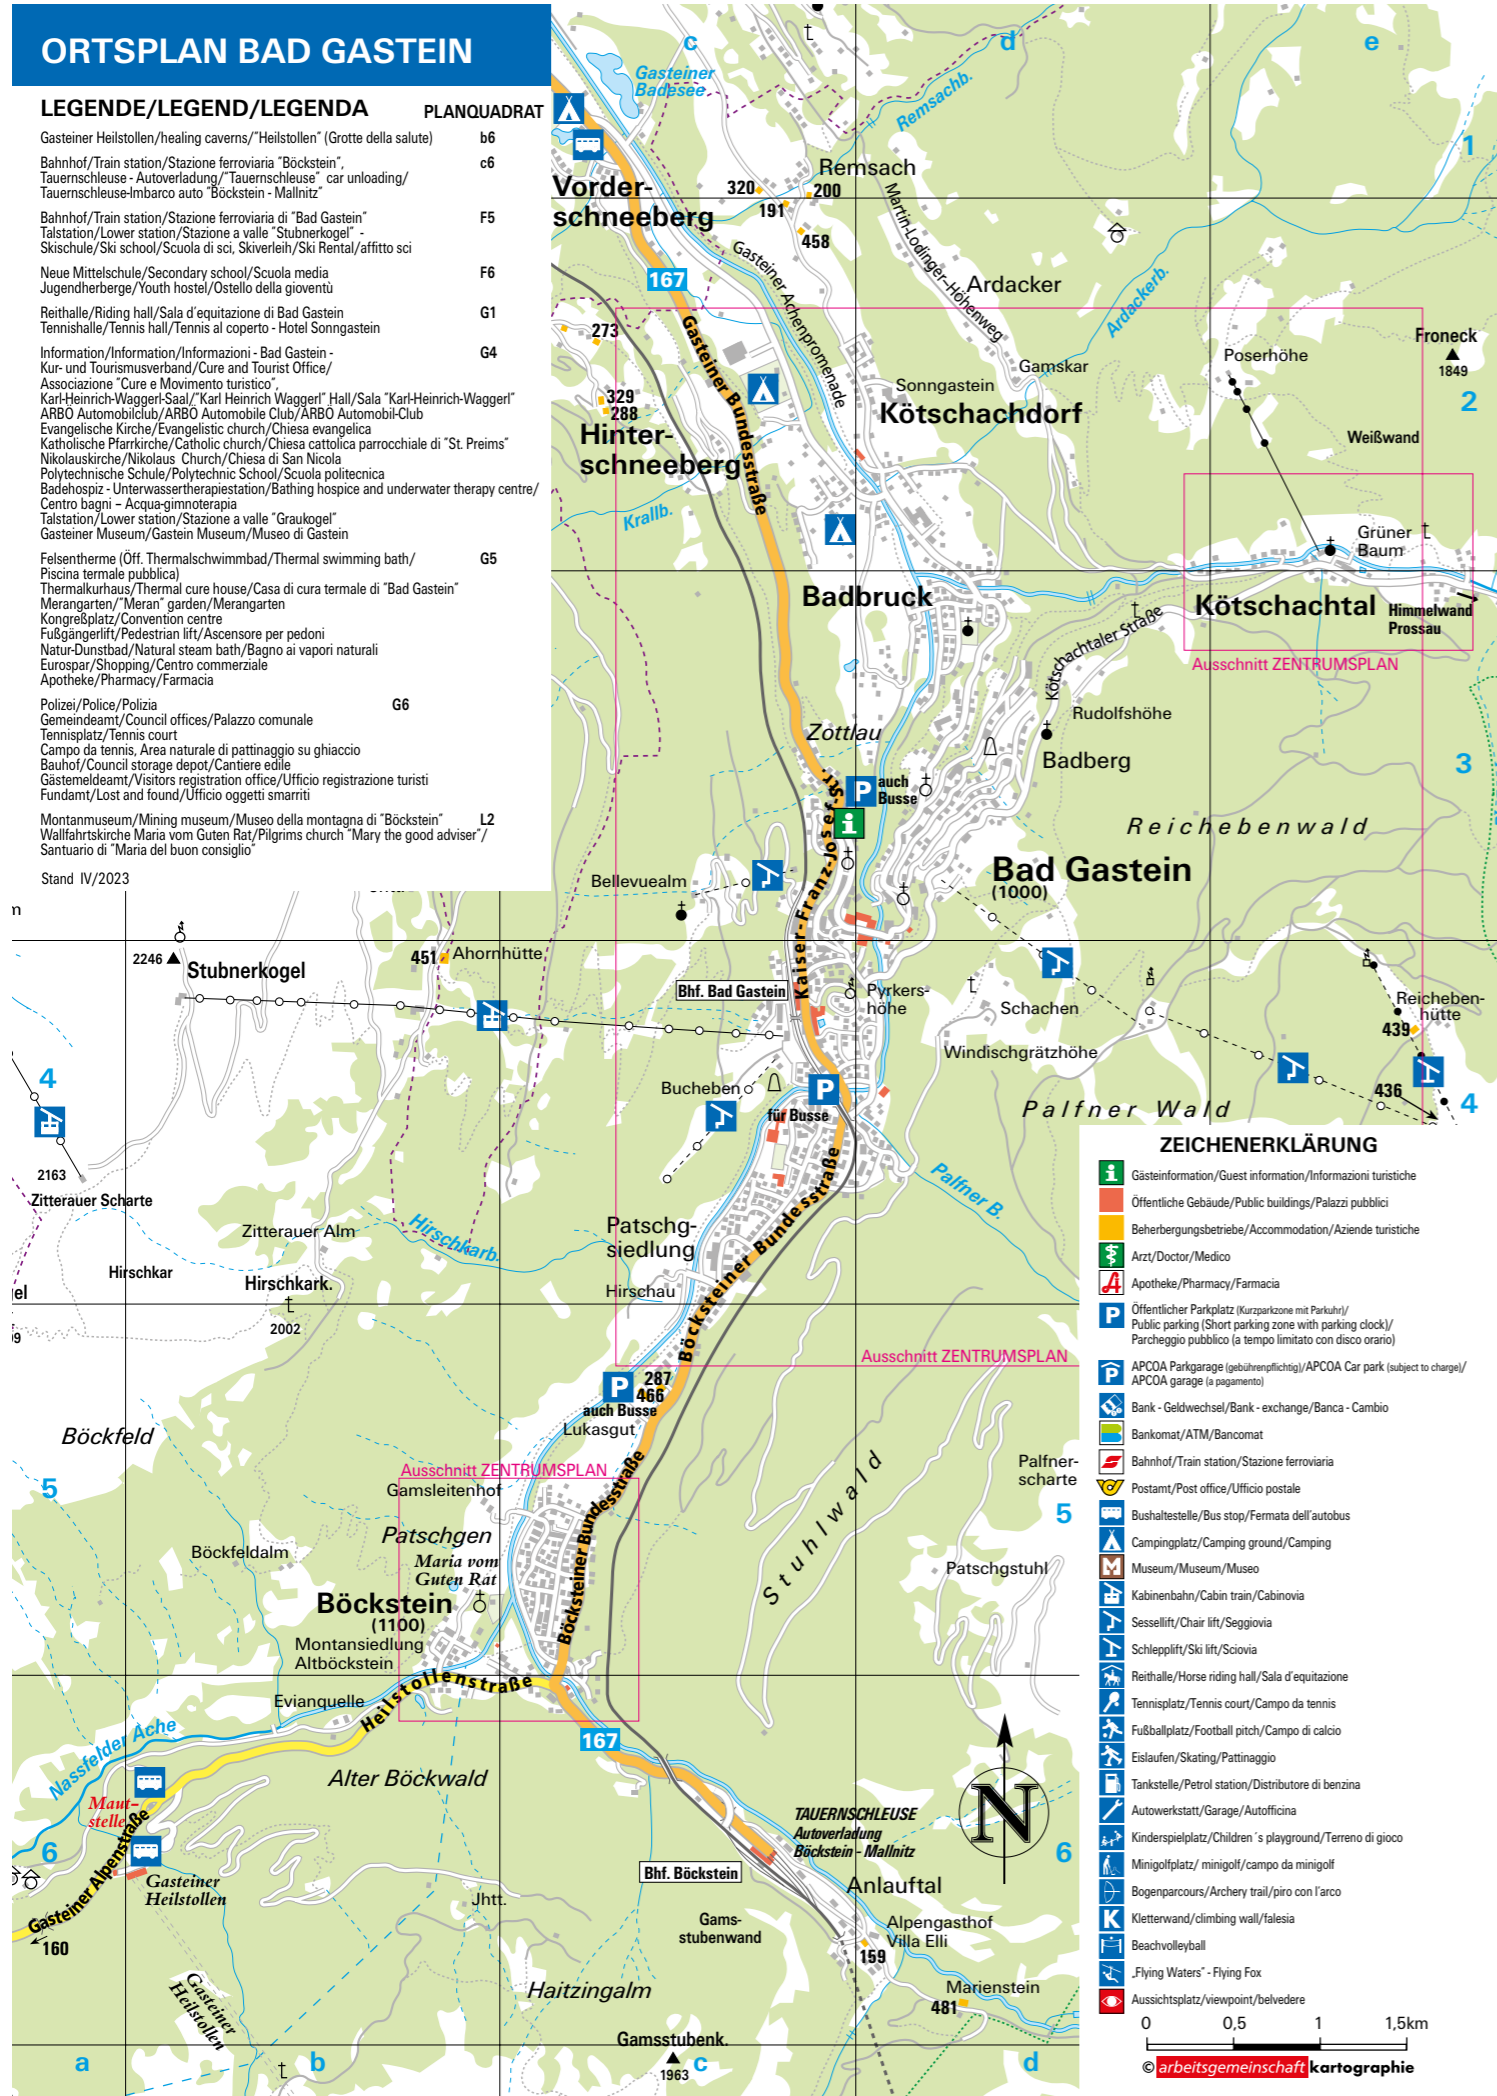 ORTSPLAN BAD GASTEIN
LEGENDE/LEGEND/LEGENDA
PLANQUADRAT
Gasteiner Heilstollen/healing caverns/"Heilstollen" (Grotte della salute) b6
Bahnhof/Train station/Stazione ferroviaria "Böckstein", c6
Tauernschleuse - Autoverladung/"Tauernschleuse" car unloading/
Tauernschleuse-Imbarco auto "Böckstein - Mallnitz"
Bahnhof/Train station/Stazione ferroviaria di "Bad Gastein" F5
Talstation/Lower station/Stazione a valle "Stubnerkogel" -
Skischule/Ski school/Scuola di sci, Skiverleih/Ski Rental/affitto sci
Neue Mittelschule/Secondary school/Scuola media F6
Jugendherberge/Youth hostel/Ostello della gioventù
Reithalle/Riding hall/Sala d'equitazione di Bad Gastein G1
Tennishalle/Tennis hall/Tennis al coperto - Hotel Sonngastein
Information/Information/Informazioni - Bad Gastein - G4
Kur- und Tourismusverband/Cure and Tourist Office/
Associazione "Cure e Movimento turistico",
Karl-Heinrich-Waggerl-Saal/"Karl Heinrich Waggerl" Hall/Sala "Karl-Heinrich-Waggerl"
ARBÖ Automobilclub/ARBÖ Automobile Club/ARBÖ Automobil-Club
Evangelische Kirche/Evangelistic church/Chiesa evangelica
Katholische Pfarrkirche/Catholic church/Chiesa cattolica parrocchiale di "St. Preims"
Nikolauskirche/Nikolaus Church/Chiesa di San Nicola
Polytechnische Schule/Polytechnic School/Scuola politecnica
Badehospiz - Unterwassertherapiestation/Bathing hospice and underwater therapy centre/
Centro bagni – Acqua-gimnoterapia
Talstation/Lower station/Stazione a valle "Graukogel"
Gasteiner Museum/Gastein Museum/Museo di Gastein
Felsentherme (Öff. Thermalschwimmbad/Thermal swimming bath/ G5
Piscina termale pubblica)
Thermalkurhaus/Thermal cure house/Casa di cura termale di "Bad Gastein"
Merangarten/"Meran" garden/Merangarten
Kongreßplatz/Convention centre
Fußgängerlift/Pedestrian lift/Ascensore per pedoni
Natur-Dunstbad/Natural steam bath/Bagno ai vapori naturali
Eurospar/Shopping/Centro commerciale
Apotheke/Pharmacy/Farmacia
Polizei/Police/Polizia G6
Gemeindeamt/Council offices/Palazzo comunale
Tennisplatz/Tennis court
Campo da tennis, Area naturale di pattinaggio su ghiaccio
Bauhof/Council storage depot/Cantiere edile
Gästemeldeamt/Visitors registration office/Ufficio registrazione turisti
Fundamt/Lost and found/Ufficio oggetti smarriti
Montanmuseum/Mining museum/Museo della montagna di "Böckstein" L2
Wallfahrtskirche Maria vom Guten Rat/Pilgrims church "Mary the good adviser"/
Santuario di "Maria del buon consiglio"
Stand IV/2023
c
d
e
Gasteiner
Badesee
Remsachb.
1
Remsach
Vorder-
schneeberg
320
200
191
458
Martin-Lodinger-Höhenweg
Gasteiner Achenpromenade
167
Ardacker
Ardackerb.
273
Gasteiner Bundesstraße
Froneck
1849
Poserhöhe
Gamskar
Sonngastein
2
329
288
Kötschachdorf
Hinter-
schneeberg
Weißwand
Krallb.
Grüner
Baum
Badbruck
Kötschachtal
Himmelwand
Prossau
Kötschachtaler Straße
Ausschnitt ZENTRUMSPLAN
Rudolfshöhe
Zottlau
Badberg
3
P
auch
Busse
i
Kaiser-Franz-Josef-Str.
Reichebenwald
Bellevuealm
Bad Gastein
(1000)
m
2246
Stubnerkogel
451
Ahornhütte
Bhf. Bad Gastein
Pyrkers-
höhe
Schachen
Reicheben-
hütte
439
Windischgrätzhöhe
4
Bucheben
P
für Busse
436
4
Palfner Wald
2163
Zitterauer Scharte
Palfner B.
Patschg-
siedlung
Hirschkarb.
Zitterauer Alm
Hirschkar
Hirschkark.
2002
Hirschau
gel
99
Böcksteiner Bundesstraße
Ausschnitt ZENTRUMSPLAN
P
287
466
auch Busse
Lukasgut
Böckfeld
Ausschnitt ZENTRUMSPLAN
Gamsleitenhof
5
Palfner-
scharte
5
Stuhlwald
Patschgen
Böckfeldalm
Maria vom
Guten Rat
Böcksteiner Bundesstraße
Patschgstuhl
Böckstein
(1100)
Montansiedlung
Altböckstein
Evianquelle
Heilstollenstraße
Nassfelder Ache
167
Alter Böckwald
N
Maut-
stelle
TAUERNSCHLEUSE
Autoverladung
Böckstein - Mallnitz
6
6
Gasteiner Alpenstraße
Gasteiner
Heilstollen
Bhf. Böckstein
Anlauftal
Jhtt.
Gams-
stubenwand
Alpengasthof
Villa Elli
160
159
Gasteiner
Heilstollen
Haitzingalm
Marienstein
481
Gamsstubenk.
1963
a
b
c
d
ZEICHENERKLÄRUNG
i Gästeinformation/Guest information/Informazioni turistiche
Öffentliche Gebäude/Public buildings/Palazzi pubblici
Beherbergungsbetriebe/Accommodation/Aziende turistiche
Arzt/Doctor/Medico
Apotheke/Pharmacy/Farmacia
P Öffentlicher Parkplatz (Kurzparkzone mit Parkuhr)/
Public parking (Short parking zone with parking clock)/
Parcheggio pubblico (a tempo limitato con disco orario)
P APCOA Parkgarage (gebührenpflichtig)/APCOA Car park (subject to charge)/
APCOA garage (a pagamento)
Bank - Geldwechsel/Bank - exchange/Banca - Cambio
Bankomat/ATM/Bancomat
Bahnhof/Train station/Stazione ferroviaria
Postamt/Post office/Ufficio postale
Bushaltestelle/Bus stop/Fermata dell'autobus
Campingplatz/Camping ground/Camping
M Museum/Museum/Museo
Kabinenbahn/Cabin train/Cabinovia
Sessellift/Chair lift/Seggiovia
Schlepplift/Ski lift/Sciovia
Reithalle/Horse riding hall/Sala d'equitazione
Tennisplatz/Tennis court/Campo da tennis
Fußballplatz/Football pitch/Campo di calcio
Eislaufen/Skating/Pattinaggio
Tankstelle/Petrol station/Distributore di benzina
Autowerkstatt/Garage/Autofficina
Kinderspielplatz/Children´s playground/Terreno di gioco
Minigolfplatz/ minigolf/campo da minigolf
Bogenparcours/Archery trail/piro con l'arco
K Kletterwand/climbing wall/falesia
Beachvolleyball
„Flying Waters" - Flying Fox
Aussichtsplatz/viewpoint/belvedere
0 0,5 1 1,5km
© arbeitsgemeinschaft kartographie